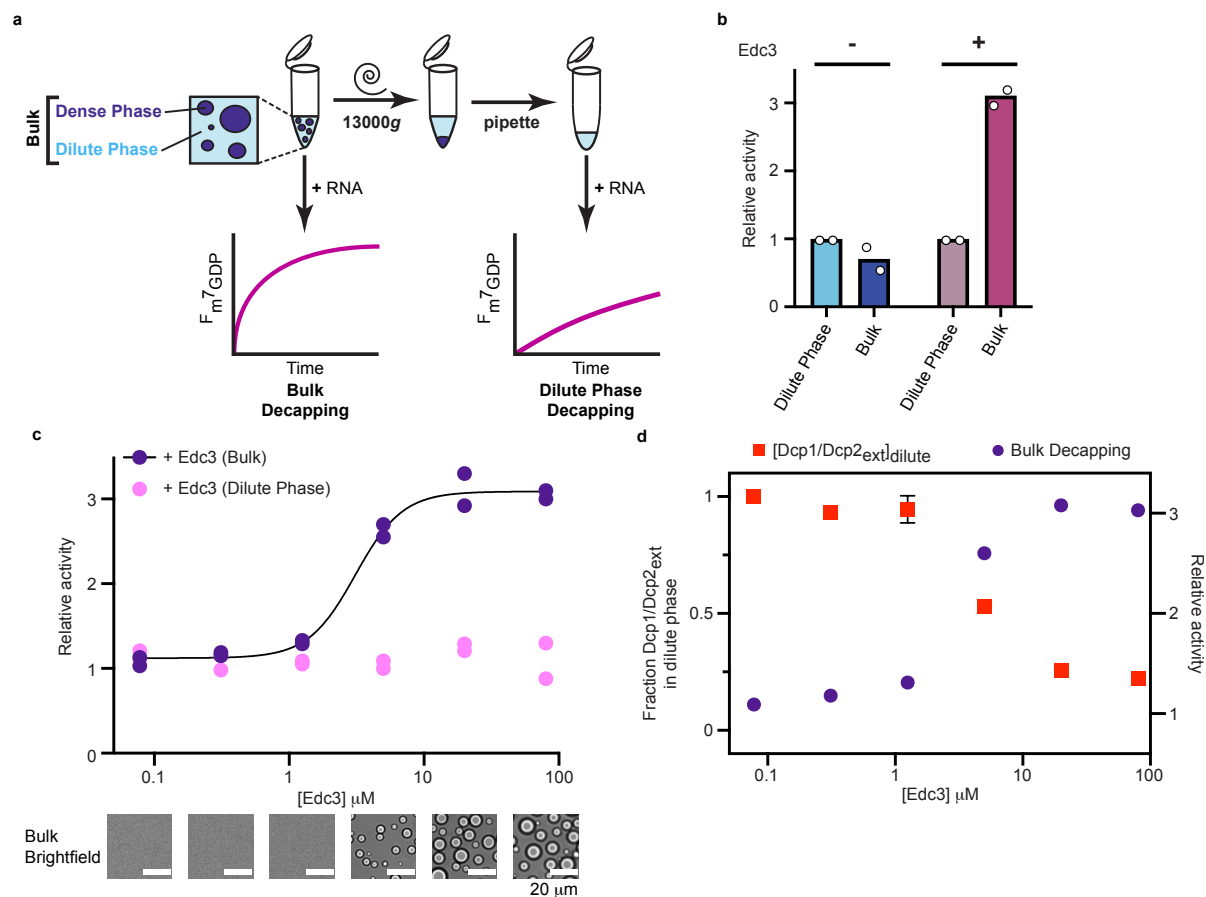 a
Bulk
Dense Phase
Dilute Phase
13000g
pipette
+ RNA
+ RNA
Fm7GDP
Time
Bulk
Decapping
Fm7GDP
Time
Dilute Phase
Decapping
b
Edc3
-
+
Relative activity
3
2
1
0
Dilute Phase
Bulk
Dilute Phase
Bulk
c
+ Edc3 (Bulk)
+ Edc3 (Dilute Phase)
Relative activity
3
2
1
0
0.1
1
10
100
[Edc3] μM
Bulk
Brightfield
20 μm
d
[Dcp1/Dcp2ext]dilute
Bulk Decapping
Fraction Dcp1/Dcp2ext
in dilute phase
1
0.5
0
3
2
1
Relative activity
0.1
1
10
100
[Edc3] μM